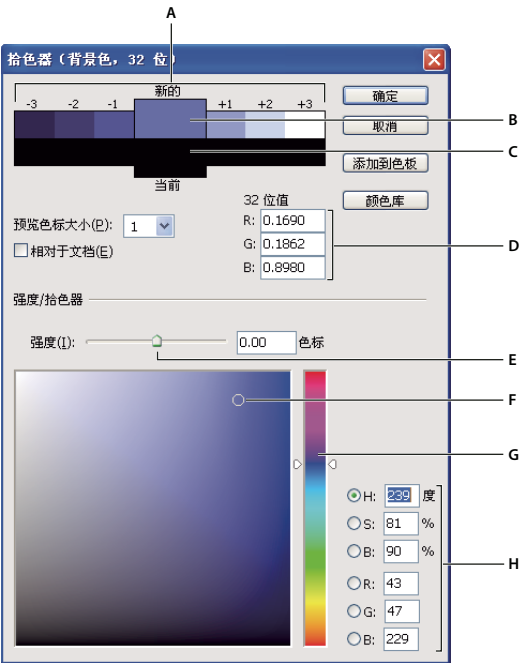 A
拾色器（背景色，32 位）
新的
-3 -2 -1 +1 +2 +3
确定
B
取消
C
添加到色板
当前
颜色库
32 位值
预览色标大小(P): 1
R: 0.1690
相对于文档(E)
G: 0.1862
D
B: 0.8980
强度/拾色器
强度(I): 0.00 色标
E
F
G
H: 239 度
S: 81 %
B: 90 %
H
R: 43
G: 47
B: 229